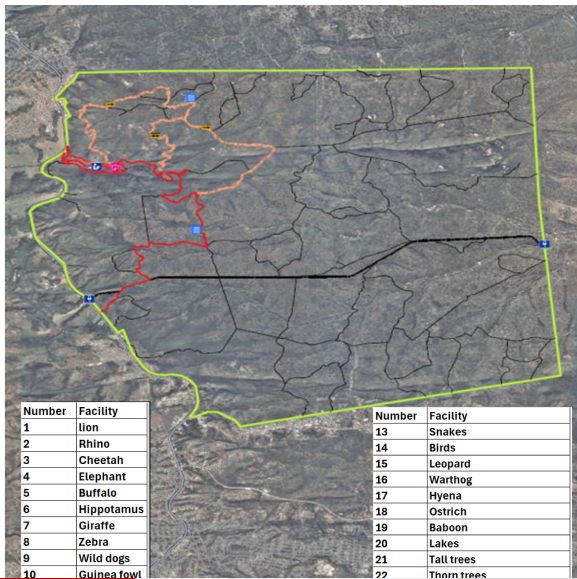 Number Facility
1 lion
2 Rhino
3 Cheetah
4 Elephant
5 Buffalo
6 Hippotamus
7 Giraffe
8 Zebra
9 Wild dogs
10 Guinea fowl
Number Facility
13 Snakes
14 Birds
15 Leopard
16 Warthog
17 Hyena
18 Ostrich
19 Baboon
20 Lakes
21 Tall trees
22 Thorn trees